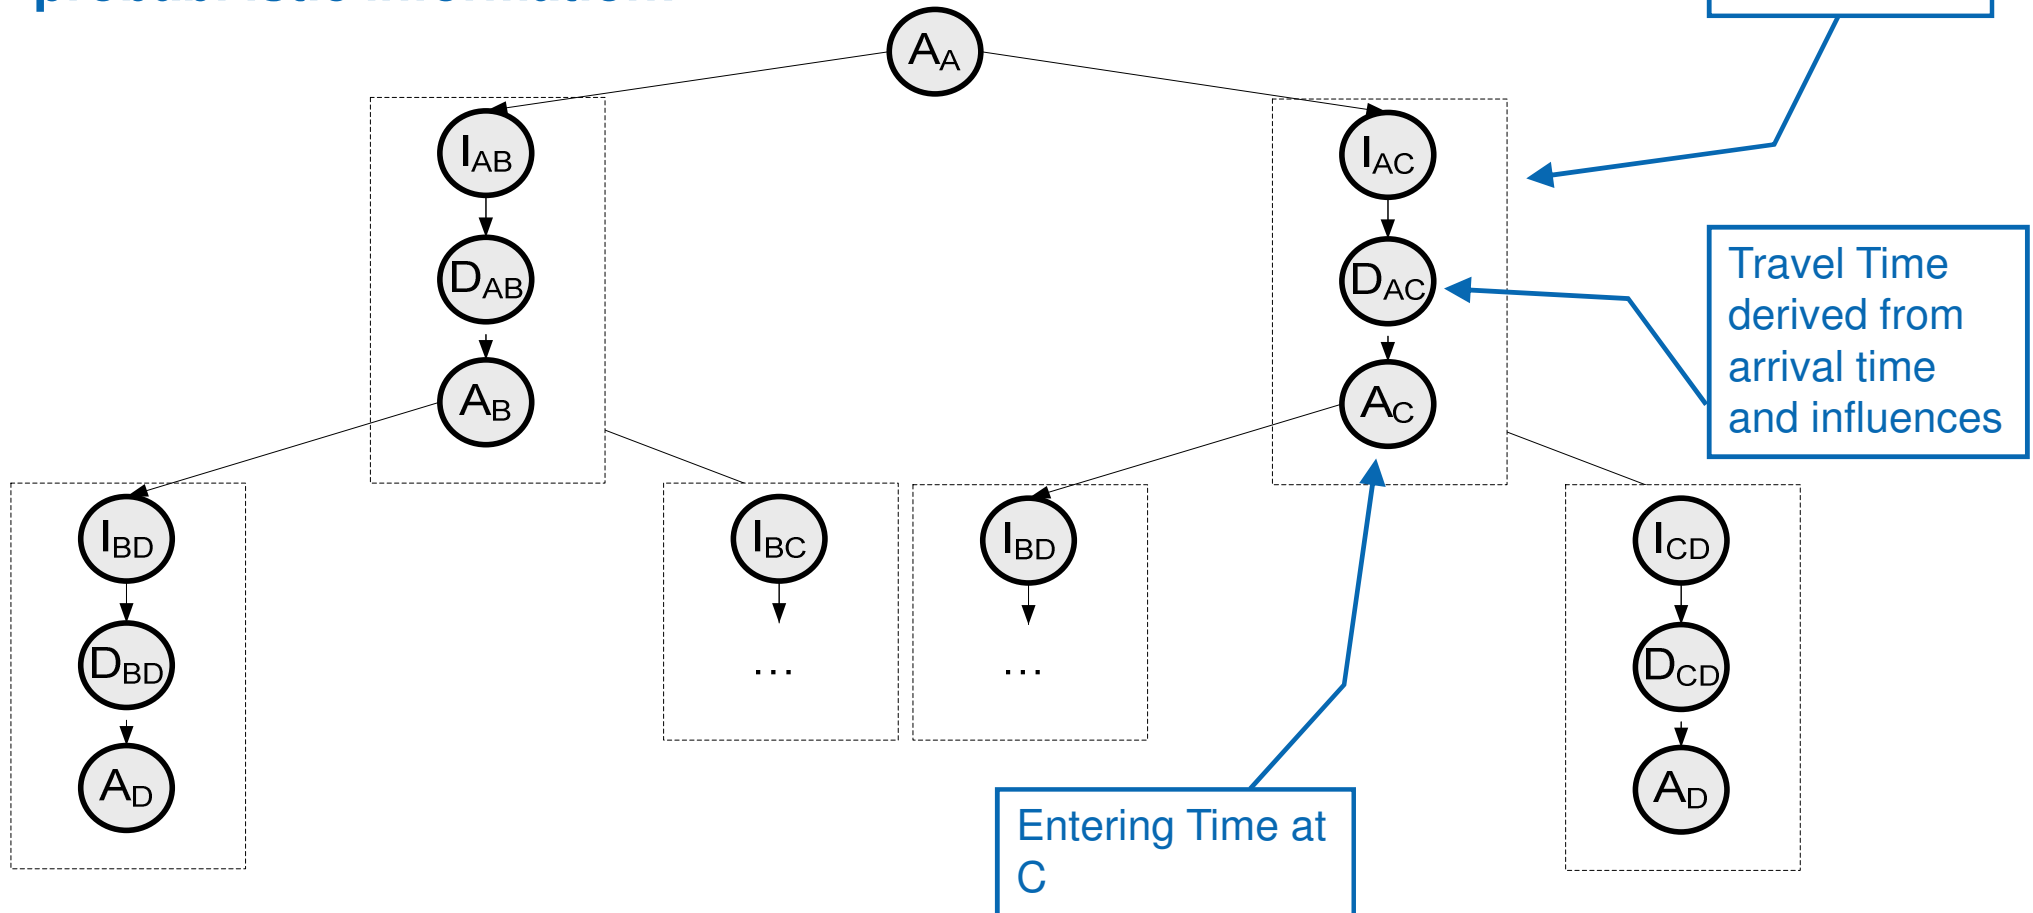 A_A
I_AB
I_AC
D_AB
D_AC
Travel Time
derived from
arrival time
and influences
A_B
A_C
I_BD
I_BC
I_BD
I_CD
D_BD
...
...
D_CD
A_D
A_D
Entering Time at
C